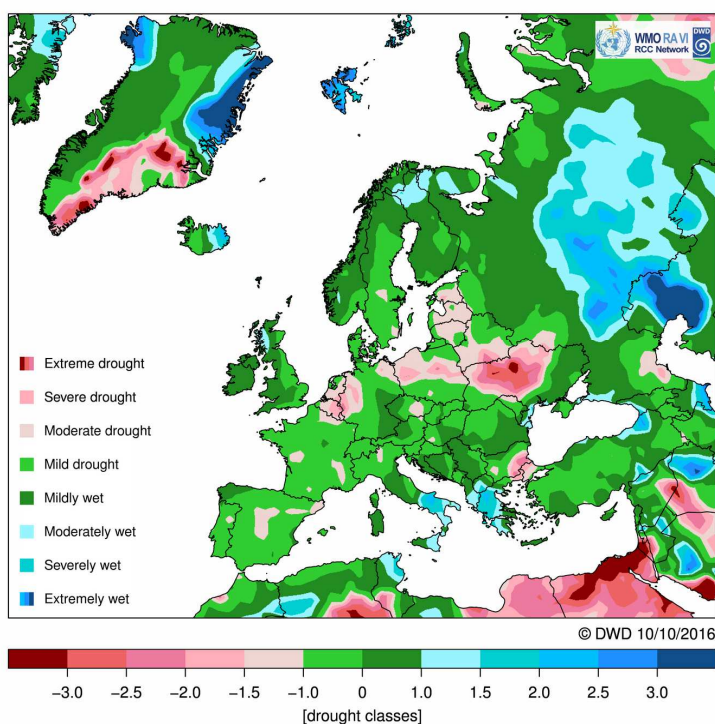 WMO RA VI
RCC Network
DWD
Extreme drought
Severe drought
Moderate drought
Mild drought
Mildly wet
Moderately wet
Severely wet
Extremely wet
© DWD 10/10/2016
−3.0 −2.5 −2.0 −1.5 −1.0 0 1.0 1.5 2.0 2.5 3.0
[drought classes]